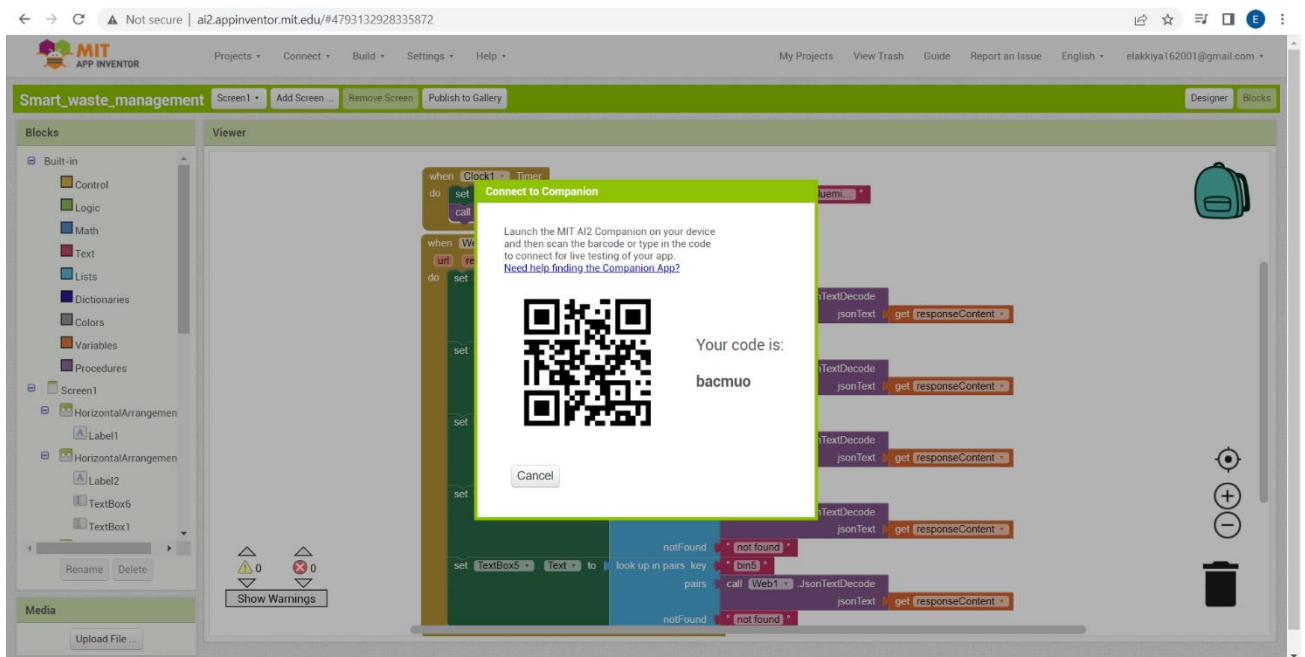 Not secure | ai2.appinventor.mit.edu/#4793132928335872
E
MIT
APP INVENTOR
Projects Connect Build Settings Help My Projects View Trash Guide Report an Issue English elakkiya162001@gmail.com
Smart_waste_management Screen1 Add Screen ... Remove Screen Publish to Gallery Designer Blocks
Blocks
Viewer
Built-in
Control
Logic
Math
Text
Lists
Dictionaries
Colors
Variables
Procedures
Screen1
HorizontalArrangemen
Label1
HorizontalArrangemen
Label2
TextBox6
TextBox1
Rename Delete
Media
Upload File ...
when Clock1 .Timer
do set
call
when We
url re
do set
set
set
set
luemi...
nTextDecode
jsonText get responseContent
nTextDecode
jsonText get responseContent
nTextDecode
jsonText get responseContent
nTextDecode
jsonText get responseContent
notFound " not found "
set TextBox5 . Text to look up in pairs key " bin5 "
pairs call Web1 .JsonTextDecode
jsonText get responseContent
notFound " not found "
Connect to Companion
Launch the MIT AI2 Companion on your device
and then scan the barcode or type in the code
to connect for live testing of your app.
Need help finding the Companion App?
Your code is:
bacmuo
Cancel
0 0
Show Warnings